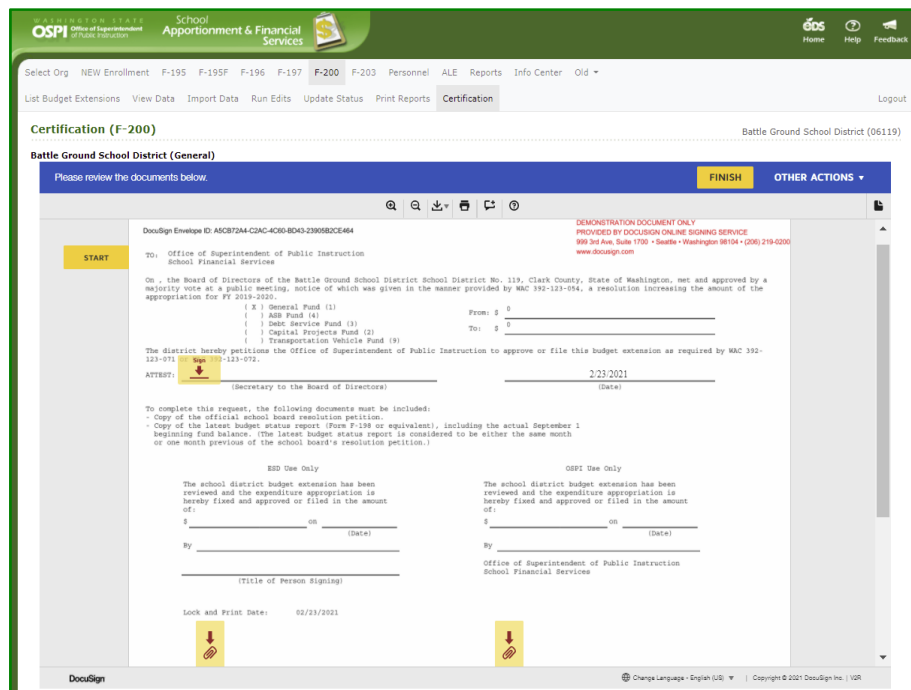 WASHINGTON STATE
OSPI Office of Superintendent of Public Instruction
School Apportionment & Financial Services
ëDS Home
Help
Feedback
Select Org NEW Enrollment F-195 F-195F F-196 F-197 F-200 F-203 Personnel ALE Reports Info Center Old
List Budget Extensions View Data Import Data Run Edits Update Status Print Reports Certification Logout
Certification (F-200)
Battle Ground School District (06119)
Battle Ground School District (General)
Please review the documents below. FINISH OTHER ACTIONS
START
DocuSign Envelope ID: A5CB72A4-C2AC-4C60-BD43-23905B2CE464
DEMONSTRATION DOCUMENT ONLY
PROVIDED BY DOCUSIGN ONLINE SIGNING SERVICE
999 3rd Ave, Suite 1700 • Seattle • Washington 98104 • (206) 219-0200
www.docusign.com
TO: Office of Superintendent of Public Instruction
School Financial Services
On , the Board of Directors of the Battle Ground School District School District No. 119, Clark County, State of Washington, met and approved by a
majority vote at a public meeting, notice of which was given in the manner provided by WAC 392-123-054, a resolution increasing the amount of the
appropriation for FY 2019-2020.
( X ) General Fund (1)
( ) ASB Fund (4)
( ) Debt Service Fund (3)
( ) Capital Projects Fund (2)
( ) Transportation Vehicle Fund (9)
From: $ 0
To: $ 0
The district hereby petitions the Office of Superintendent of Public Instruction to approve or file this budget extension as required by WAC 392-
123-071 392-123-072.
Sign
ATTEST: 2/23/2021
(Secretary to the Board of Directors) (Date)
To complete this request, the following documents must be included:
- Copy of the official school board resolution petition.
- Copy of the latest budget status report (Form F-198 or equivalent), including the actual September 1
beginning fund balance. (The latest budget status report is considered to be either the same month
or one month previous of the school board's resolution petition.)
ESD Use Only
The school district budget extension has been
reviewed and the expenditure appropriation is
hereby fixed and approved or filed in the amount
of:
$ on
(Date)
By
(Title of Person Signing)
OSPI Use Only
The school district budget extension has been
reviewed and the expenditure appropriation is
hereby fixed and approved or filed in the amount
of:
$ on
(Date)
By
Office of Superintendent of Public Instruction
School Financial Services
Lock and Print Date: 02/23/2021
DocuSign
Change Language - English (US) | Copyright © 2021 DocuSign Inc. | V2R